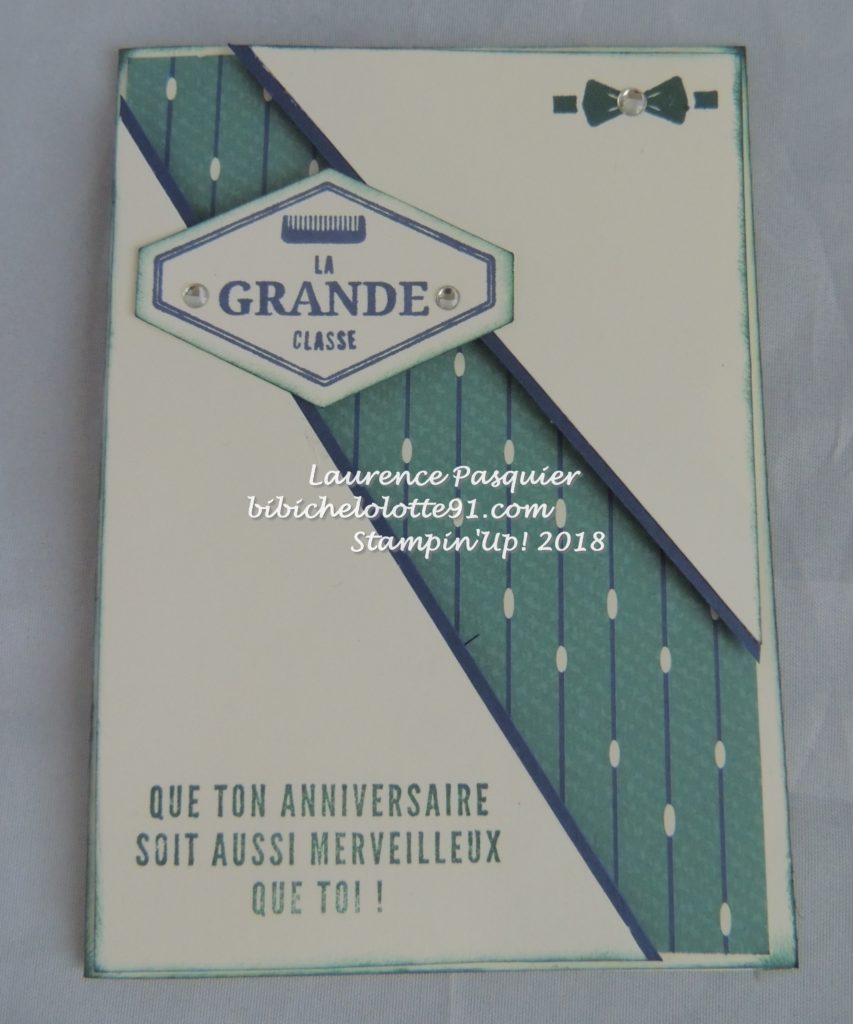 LA
GRANDE
CLASSE
Laurence Pasquier
bibichelolotte91.com
Stampin'Up! 2018
QUE TON ANNIVERSAIRE
SOIT AUSSI MERVEILLEUX
QUE TOI !